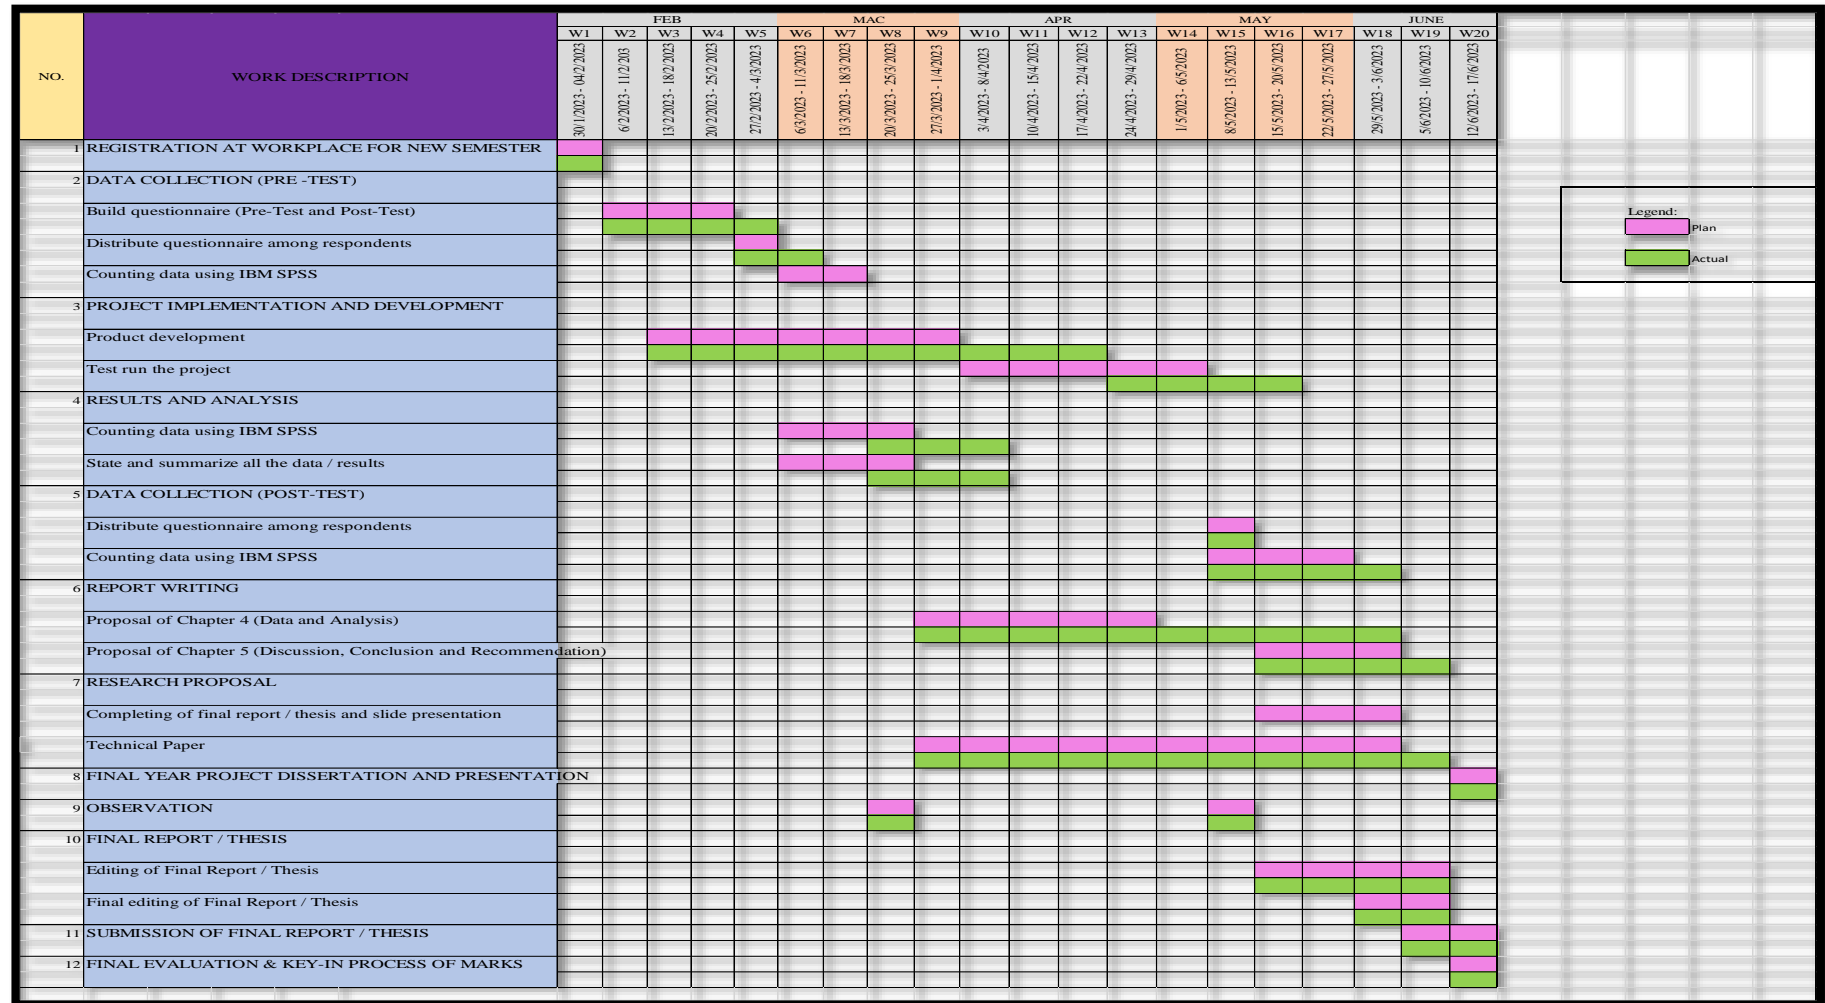 FEB MAC APR MAY JUNE
NO. WORK DESCRIPTION W1 W2 W3 W4 W5 W6 W7 W8 W9 W10 W11 W12 W13 W14 W15 W16 W17 W18 W19 W20
30/1/2023 - 04/2/2023
6/2/2023 - 11/2/203
13/2/2023 - 18/2/2023
20/2/2023 - 25/2/2023
27/2/2023 - 4/3/2023
6/3/2023 - 11/3/2023
13/3/2023 - 18/3/2023
20/3/2023 - 25/3/2023
27/3/2023 - 1/4/2023
3/4/2023 - 8/4/2023
10/4/2023 - 15/4/2023
17/4/2023 - 22/4/2023
24/4/2023 - 29/4/2023
1/5/2023 - 6/5/2023
8/5/2023 - 13/5/2023
15/5/2023 - 20/5/2023
22/5/2023 - 27/5/2023
29/5/2023 - 3/6/2023
5/6/2023 - 10/6/2023
12/6/2023 - 17/6/2023
1 REGISTRATION AT WORKPLACE FOR NEW SEMESTER
2 DATA COLLECTION (PRE -TEST)
Build questionnaire (Pre-Test and Post-Test)
Distribute questionnaire among respondents
Counting data using IBM SPSS
3 PROJECT IMPLEMENTATION AND DEVELOPMENT
Product development
Test run the project
4 RESULTS AND ANALYSIS
Counting data using IBM SPSS
State and summarize all the data / results
5 DATA COLLECTION (POST-TEST)
Distribute questionnaire among respondents
Counting data using IBM SPSS
6 REPORT WRITING
Proposal of Chapter 4 (Data and Analysis)
Proposal of Chapter 5 (Discussion, Conclusion and Recommendation)
7 RESEARCH PROPOSAL
Completing of final report / thesis and slide presentation
Technical Paper
8 FINAL YEAR PROJECT DISSERTATION AND PRESENTATION
9 OBSERVATION
10 FINAL REPORT / THESIS
Editing of Final Report / Thesis
Final editing of Final Report / Thesis
11 SUBMISSION OF FINAL REPORT / THESIS
12 FINAL EVALUATION & KEY-IN PROCESS OF MARKS
Legend:
Plan
Actual